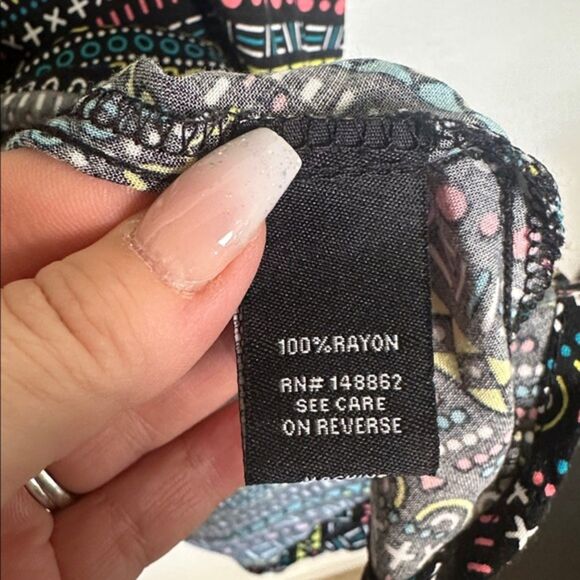 100%RAYON
RN# 148862
SEE CARE
ON REVERSE